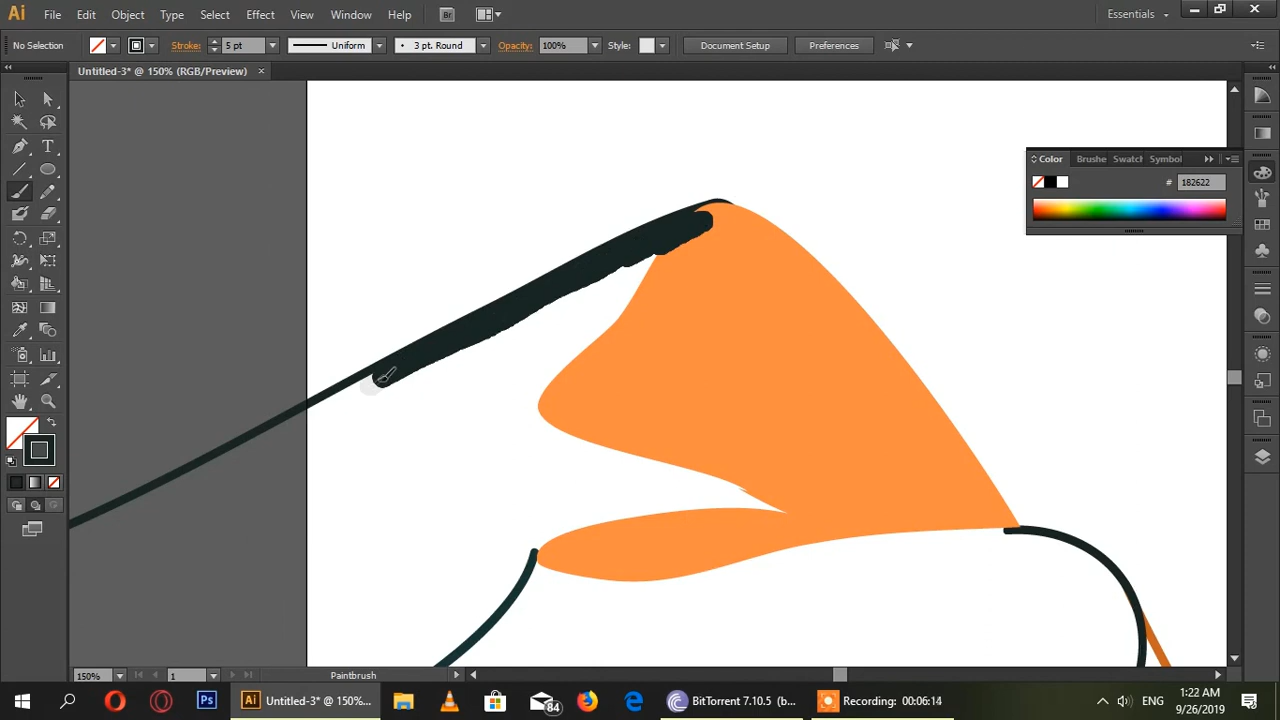 Ai File Edit Object Type Select Effect View Window Help Br Essentials
No Selection Stroke: 5 pt Uniform 3 pt. Round Opacity: 100% Style: Document Setup Preferences
Untitled-3* @ 150% (RGB/Preview) ×
Color Brushe Swatch Symbol
# 182622
T
150% 1 Paintbrush
Ps Ai Untitled-3* @ 150%... 84 BitTorrent 7.10.5 (b... Recording: 00:06:14 ENG 1:22 AM
9/26/2019